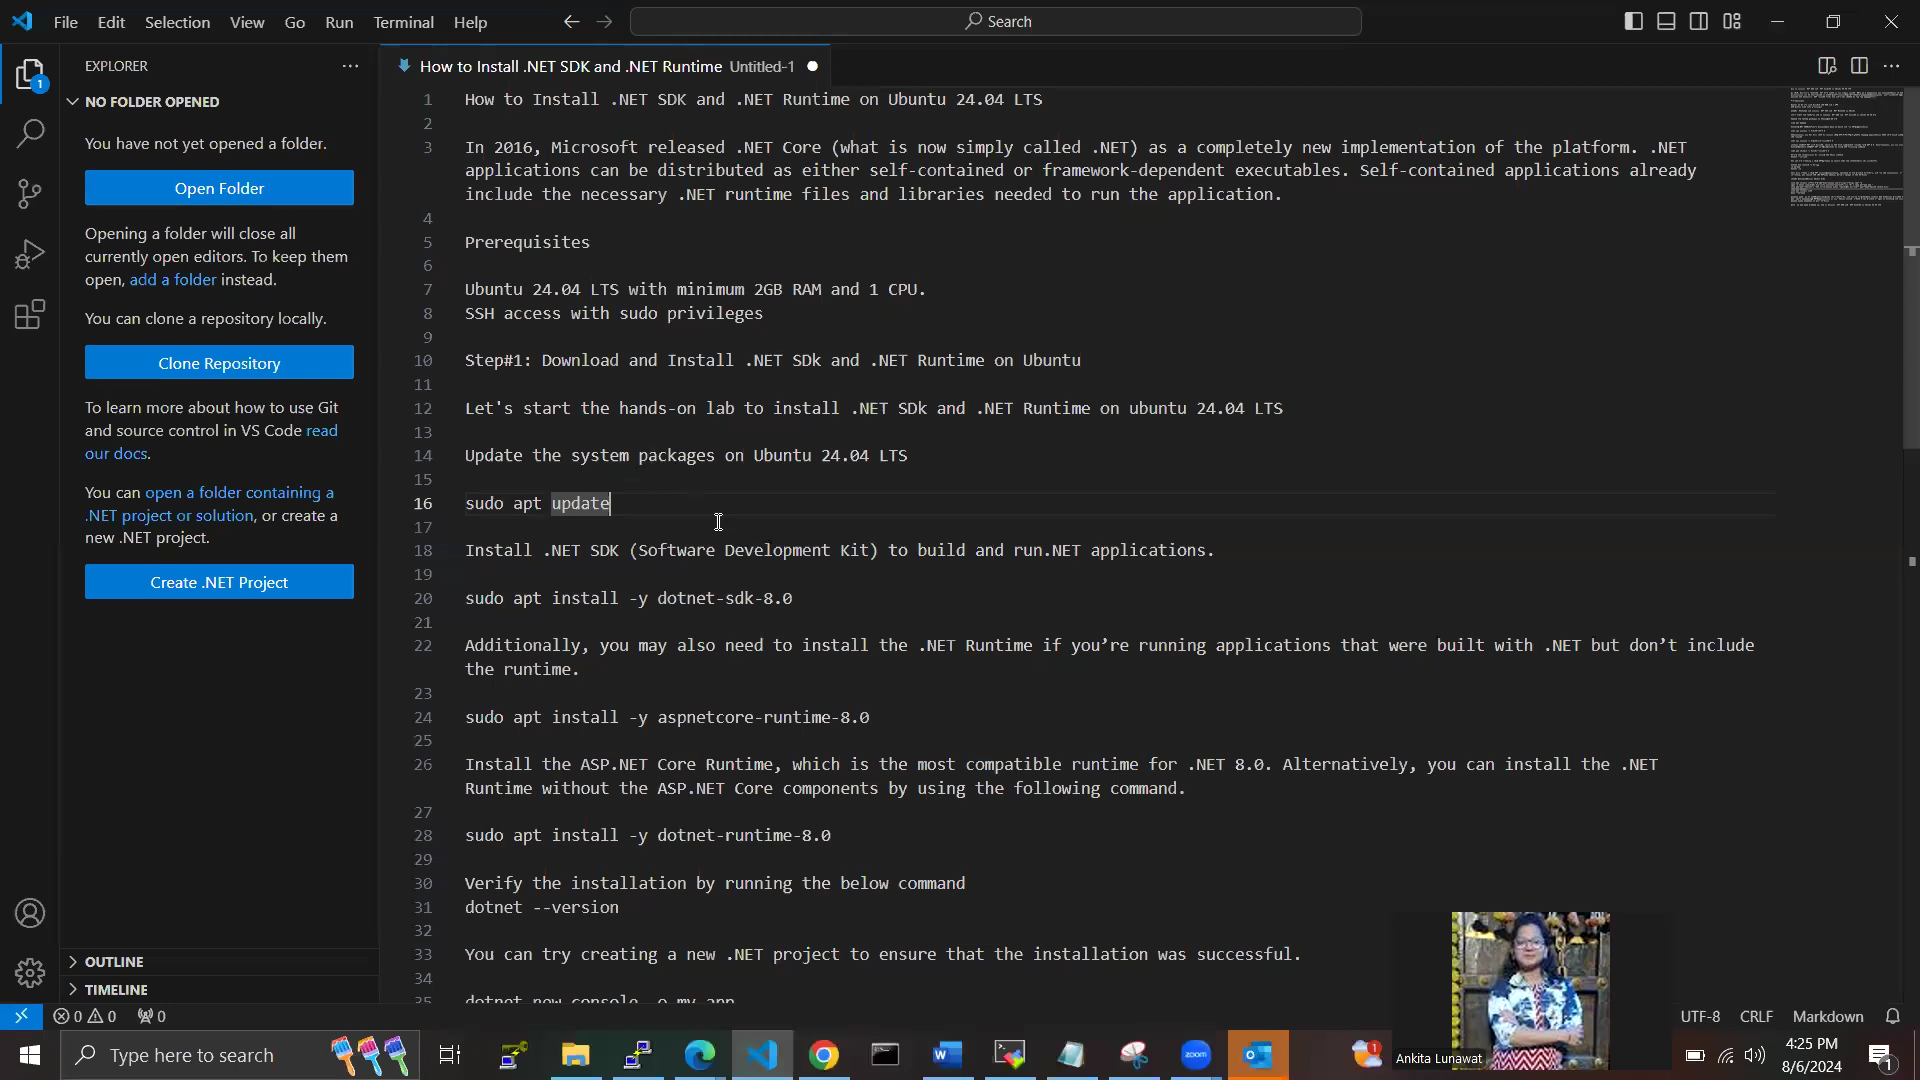 File Edit Selection View Go Run Terminal Help
Search
EXPLORER
NO FOLDER OPENED
You have not yet opened a folder.
Open Folder
Opening a folder will close all
currently open editors. To keep them
open, add a folder instead.
You can clone a repository locally.
Clone Repository
To learn more about how to use Git
and source control in VS Code read
our docs.
You can open a folder containing a
.NET project or solution, or create a
new .NET project.
Create .NET Project
OUTLINE
TIMELINE
How to Install .NET SDK and .NET Runtime Untitled-1
1 How to Install .NET SDK and .NET Runtime on Ubuntu 24.04 LTS
2
3 In 2016, Microsoft released .NET Core (what is now simply called .NET) as a completely new implementation of the platform. .NET
applications can be distributed as either self-contained or framework-dependent executables. Self-contained applications already
include the necessary .NET runtime files and libraries needed to run the application.
4
5 Prerequisites
6
7 Ubuntu 24.04 LTS with minimum 2GB RAM and 1 CPU.
8 SSH access with sudo privileges
9
10 Step#1: Download and Install .NET SDk and .NET Runtime on Ubuntu
11
12 Let's start the hands-on lab to install .NET SDk and .NET Runtime on ubuntu 24.04 LTS
13
14 Update the system packages on Ubuntu 24.04 LTS
15
16 sudo apt update
17
18 Install .NET SDK (Software Development Kit) to build and run.NET applications.
19
20 sudo apt install -y dotnet-sdk-8.0
21
22 Additionally, you may also need to install the .NET Runtime if you’re running applications that were built with .NET but don’t include
the runtime.
23
24 sudo apt install -y aspnetcore-runtime-8.0
25
26 Install the ASP.NET Core Runtime, which is the most compatible runtime for .NET 8.0. Alternatively, you can install the .NET
Runtime without the ASP.NET Core components by using the following command.
27
28 sudo apt install -y dotnet-runtime-8.0
29
30 Verify the installation by running the below command
31 dotnet --version
32
33 You can try creating a new .NET project to ensure that the installation was successful.
34
35 dotnet new console -o my_app
0 0 0
UTF-8 CRLF Markdown
Type here to search
zoom
1
Ankita Lunawat
4:25 PM
8/6/2024
1